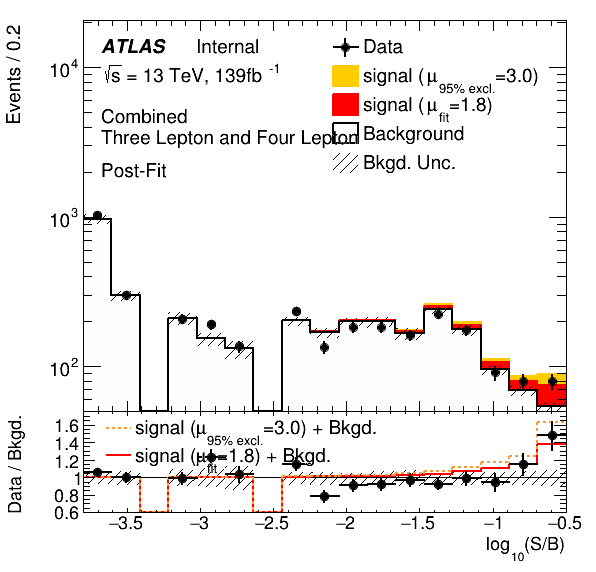 ATLAS Internal
√s = 13 TeV, 139fb⁻¹
Combined
Three Lepton and Four Lepton
Post-Fit
Data
signal (μ95% excl.=3.0)
signal (μfit=1.8)
Background
Bkgd. Unc.
Events / 0.2
10⁴
10³
10²
signal (μ95% excl.=3.0) + Bkgd.
signal (μfit=1.8) + Bkgd.
Data / Bkgd.
1.6
1.4
1.2
1
0.8
0.6
−3.5 −3 −2.5 −2 −1.5 −1 −0.5
log10(S/B)